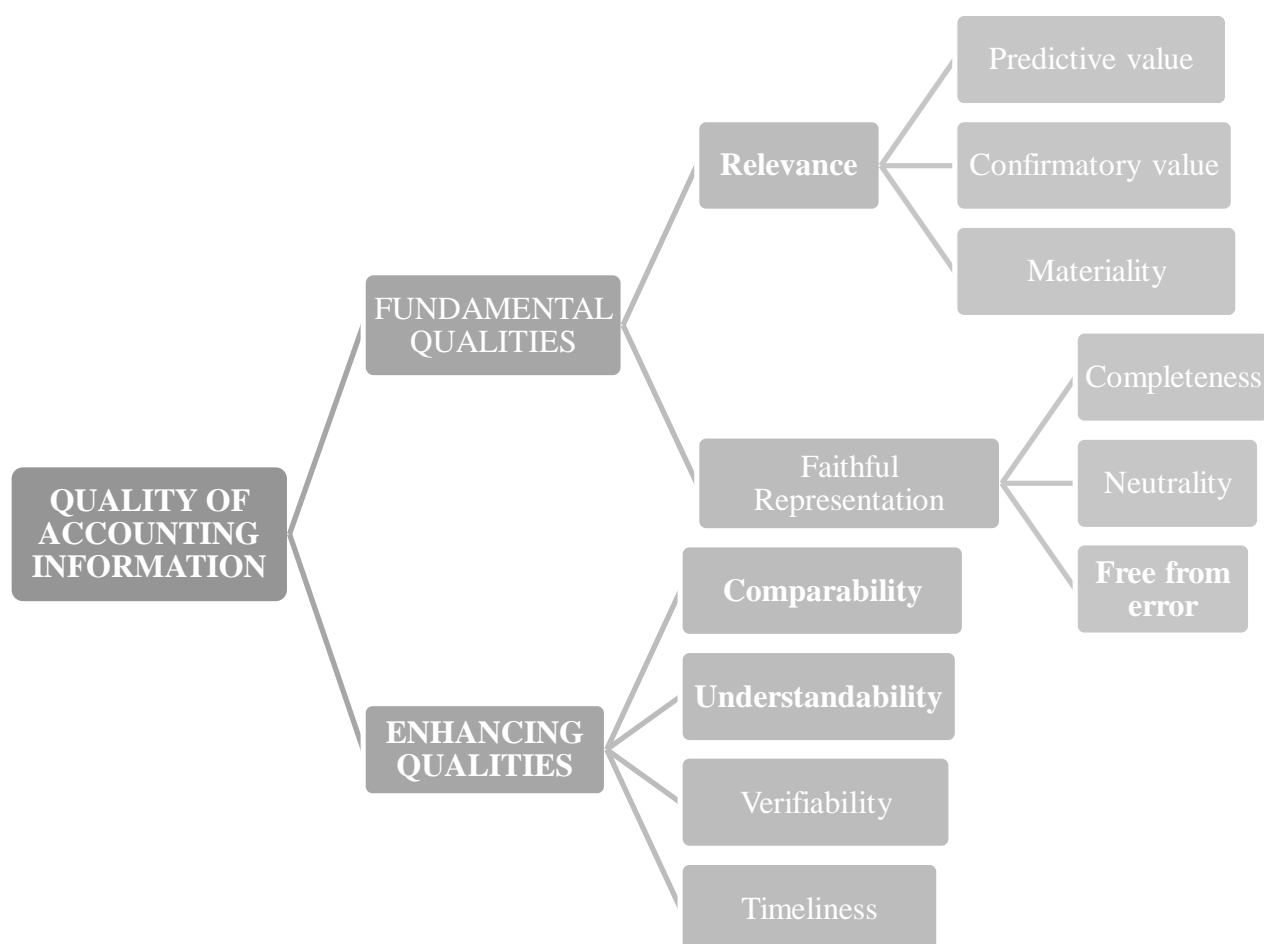 Predictive value
Relevance
Confirmatory value
Materiality
FUNDAMENTAL
QUALITIES
Completeness
Faithful
Representation
Neutrality
Free from
error
QUALITY OF
ACCOUNTING
INFORMATION
Comparability
Understandability
ENHANCING
QUALITIES
Verifiability
Timeliness